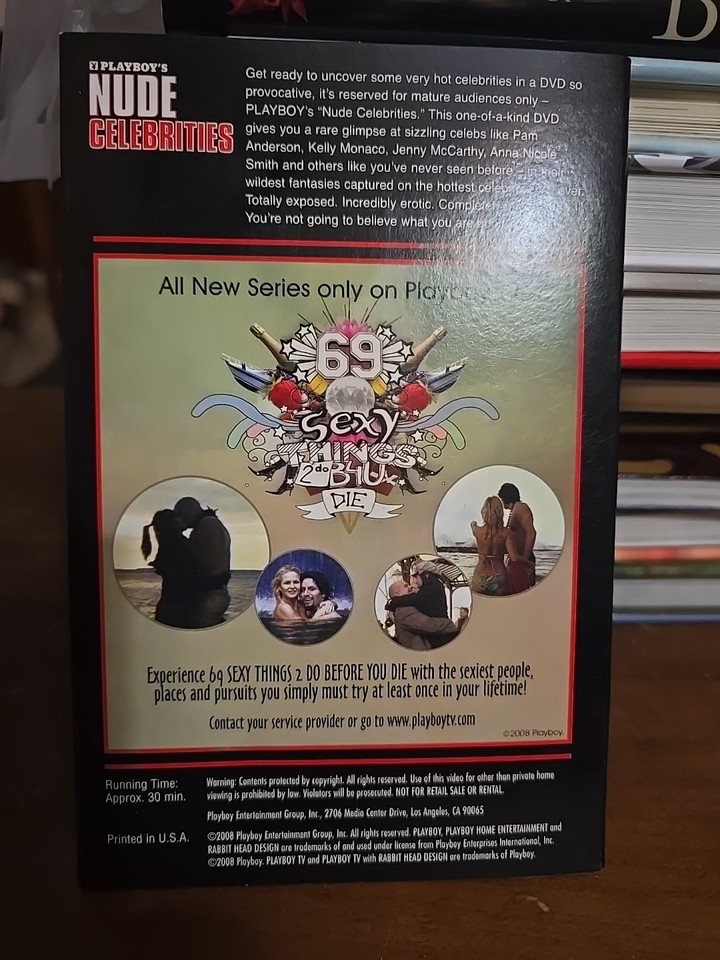 PLAYBOY'S
NUDE
CELEBRITIES
Get ready to uncover some very hot celebrities in a DVD so
provocative, it's reserved for mature audiences only –
PLAYBOY's "Nude Celebrities." This one-of-a-kind DVD
gives you a rare glimpse at sizzling celebs like Pam
Anderson, Kelly Monaco, Jenny McCarthy, Anna Nicole
Smith and others like you've never seen before – in their
wildest fantasies captured on the hottest
Totally exposed. Incredibly erotic.
You're not going to believe what you are
All New Series only on
69
Sexy
THINGS
2 do B4U
DIE
Experience 69 SEXY THINGS 2 DO BEFORE YOU DIE with the sexiest people,
places and pursuits you simply must try at least once in your lifetime!
Contact your service provider or go to www.playboytv.com
©2008 Playboy.
Running Time:
Approx. 30 min.
Warning: Contents protected by copyright. All rights reserved. Use of this video for other than private home
viewing is prohibited by law. Violators will be prosecuted. NOT FOR RETAIL SALE OR RENTAL.
Playboy Entertainment Group, Inc., 2706 Media Center Drive, Los Angeles, CA 90065
Printed in U.S.A.
©2008 Playboy Entertainment Group, Inc. All rights reserved. PLAYBOY, PLAYBOY HOME ENTERTAINMENT and
RABBIT HEAD DESIGN are trademarks of and used under license from Playboy Enterprises International, Inc.
©2008 Playboy. PLAYBOY TV and PLAYBOY TV with RABBIT HEAD DESIGN are trademarks of Playboy.